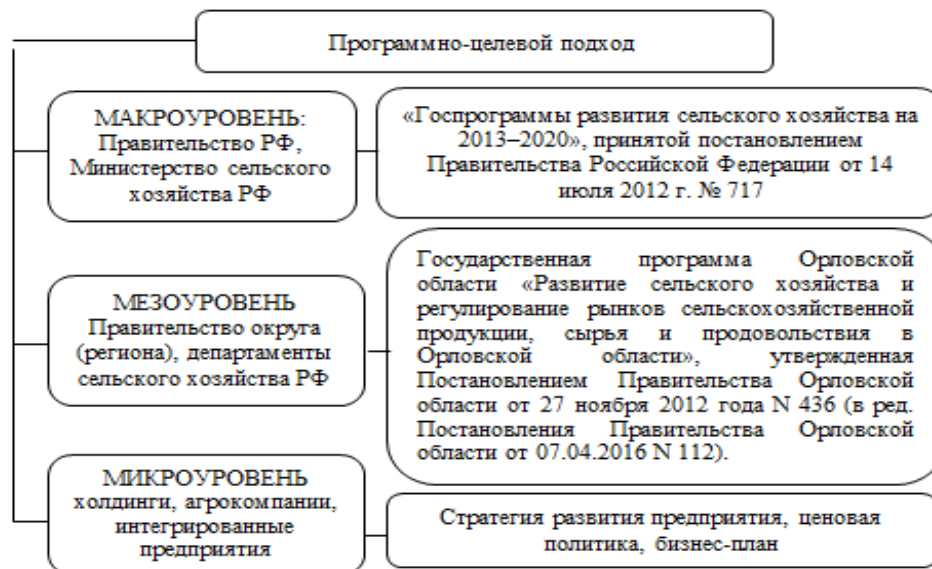 Программно-целевой подход
МАКРОУРОВЕНЬ:
Правительство РФ,
Министерство сельского
хозяйства РФ
«Госпрограммы развития сельского хозяйства на
2013–2020», принятой постановлением
Правительства Российской Федерации от 14
июля 2012 г. № 717
МЕЗОУРОВЕНЬ
Правительство округа
(региона), департаменты
сельского хозяйства РФ
Государственная программа Орловской
области «Развитие сельского хозяйства и
регулирование рынков сельскохозяйственной
продукции, сырья и продовольствия в
Орловской области», утвержденная
Постановлением Правительства Орловской
области от 27 ноября 2012 года N 436 (в ред.
Постановления Правительства Орловской
области от 07.04.2016 N 112).
МИКРОУРОВЕНЬ
холдинги, агрокомпании,
интегрированные
предприятия
Стратегия развития предприятия, ценовая
политика, бизнес-план